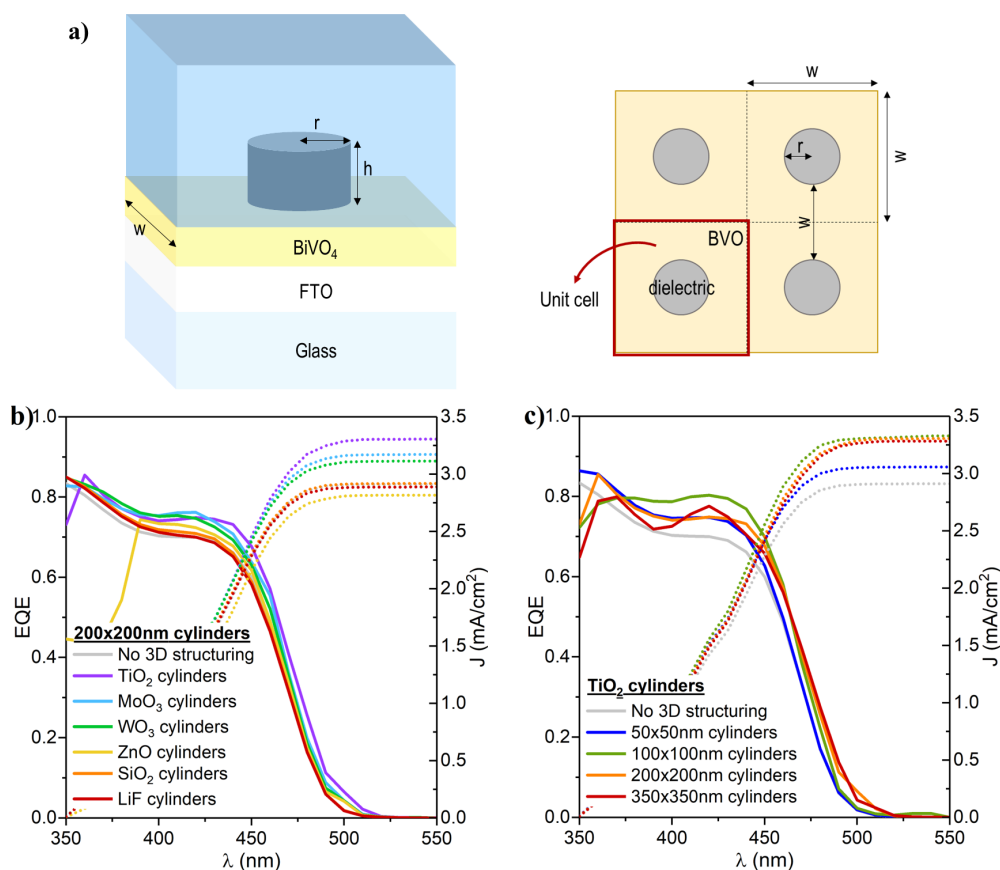 a)
r
h
w
BiVO₄
FTO
Glass
w
w
r
w
BVO
dielectric
Unit cell
b)
1.0
0.8
0.6
0.4
0.2
0.0
EQE
3.5
3.0
2.5
2.0
1.5
1.0
0.5
0.0
J (mA/cm²)
200x200nm cylinders
No 3D structuring
TiO₂ cylinders
MoO₃ cylinders
WO₃ cylinders
ZnO cylinders
SiO₂ cylinders
LiF cylinders
350 400 450 500 550
λ (nm)
c)
1.0
0.8
0.6
0.4
0.2
0.0
EQE
3.5
3.0
2.5
2.0
1.5
1.0
0.5
0.0
J (mA/cm²)
TiO₂ cylinders
No 3D structuring
50x50nm cylinders
100x100nm cylinders
200x200nm cylinders
350x350nm cylinders
350 400 450 500 550
λ (nm)